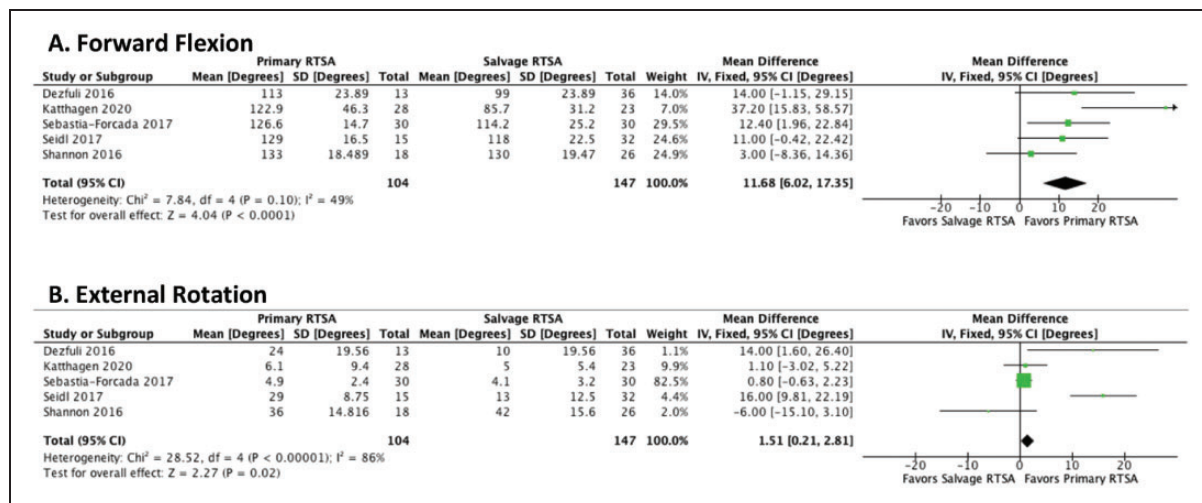 A. Forward Flexion
Primary RTSA Salvage RTSA Mean Difference Mean Difference
Study or Subgroup Mean [Degrees] SD [Degrees] Total Mean [Degrees] SD [Degrees] Total Weight IV, Fixed, 95% CI [Degrees] IV, Fixed, 95% CI [Degrees]
Dezfuli 2016 113 23.89 13 99 23.89 36 14.0% 14.00 [-1.15, 29.15]
Katthagen 2020 122.9 46.3 28 85.7 31.2 23 7.0% 37.20 [15.83, 58.57]
Sebastia-Forcada 2017 126.6 14.7 30 114.2 25.2 30 29.5% 12.40 [1.96, 22.84]
Seidl 2017 129 16.5 15 118 22.5 32 24.6% 11.00 [-0.42, 22.42]
Shannon 2016 133 18.489 18 130 19.47 26 24.9% 3.00 [-8.36, 14.36]
Total (95% CI) 104 147 100.0% 11.68 [6.02, 17.35]
Heterogeneity: Chi² = 7.84, df = 4 (P = 0.10); I² = 49%
Test for overall effect: Z = 4.04 (P < 0.0001)
-20 -10 0 10 20
Favors Salvage RTSA Favors Primary RTSA
B. External Rotation
Primary RTSA Salvage RTSA Mean Difference Mean Difference
Study or Subgroup Mean [Degrees] SD [Degrees] Total Mean [Degrees] SD [Degrees] Total Weight IV, Fixed, 95% CI [Degrees] IV, Fixed, 95% CI [Degrees]
Dezfuli 2016 24 19.56 13 10 19.56 36 1.1% 14.00 [1.60, 26.40]
Katthagen 2020 6.1 9.4 28 5 5.4 23 9.9% 1.10 [-3.02, 5.22]
Sebastia-Forcada 2017 4.9 2.4 30 4.1 3.2 30 82.5% 0.80 [-0.63, 2.23]
Seidl 2017 29 8.75 15 13 12.5 32 4.4% 16.00 [9.81, 22.19]
Shannon 2016 36 14.816 18 42 15.6 26 2.0% -6.00 [-15.10, 3.10]
Total (95% CI) 104 147 100.0% 1.51 [0.21, 2.81]
Heterogeneity: Chi² = 28.52, df = 4 (P < 0.00001); I² = 86%
Test for overall effect: Z = 2.27 (P = 0.02)
-20 -10 0 10 20
Favors Salvage RTSA Favors Primary RTSA